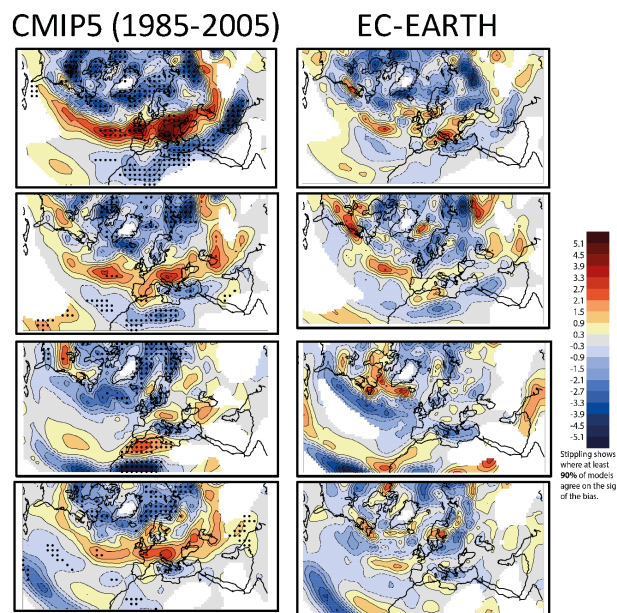 CMIP5 (1985-2005)
EC-EARTH
5.1
4.5
3.9
3.3
2.7
2.1
1.5
0.9
0.3
-0.3
-0.9
-1.5
-2.1
-2.7
-3.3
-3.9
-4.5
-5.1
Stippling shows
where at least
90% of models
agree on the sig
of the bias.